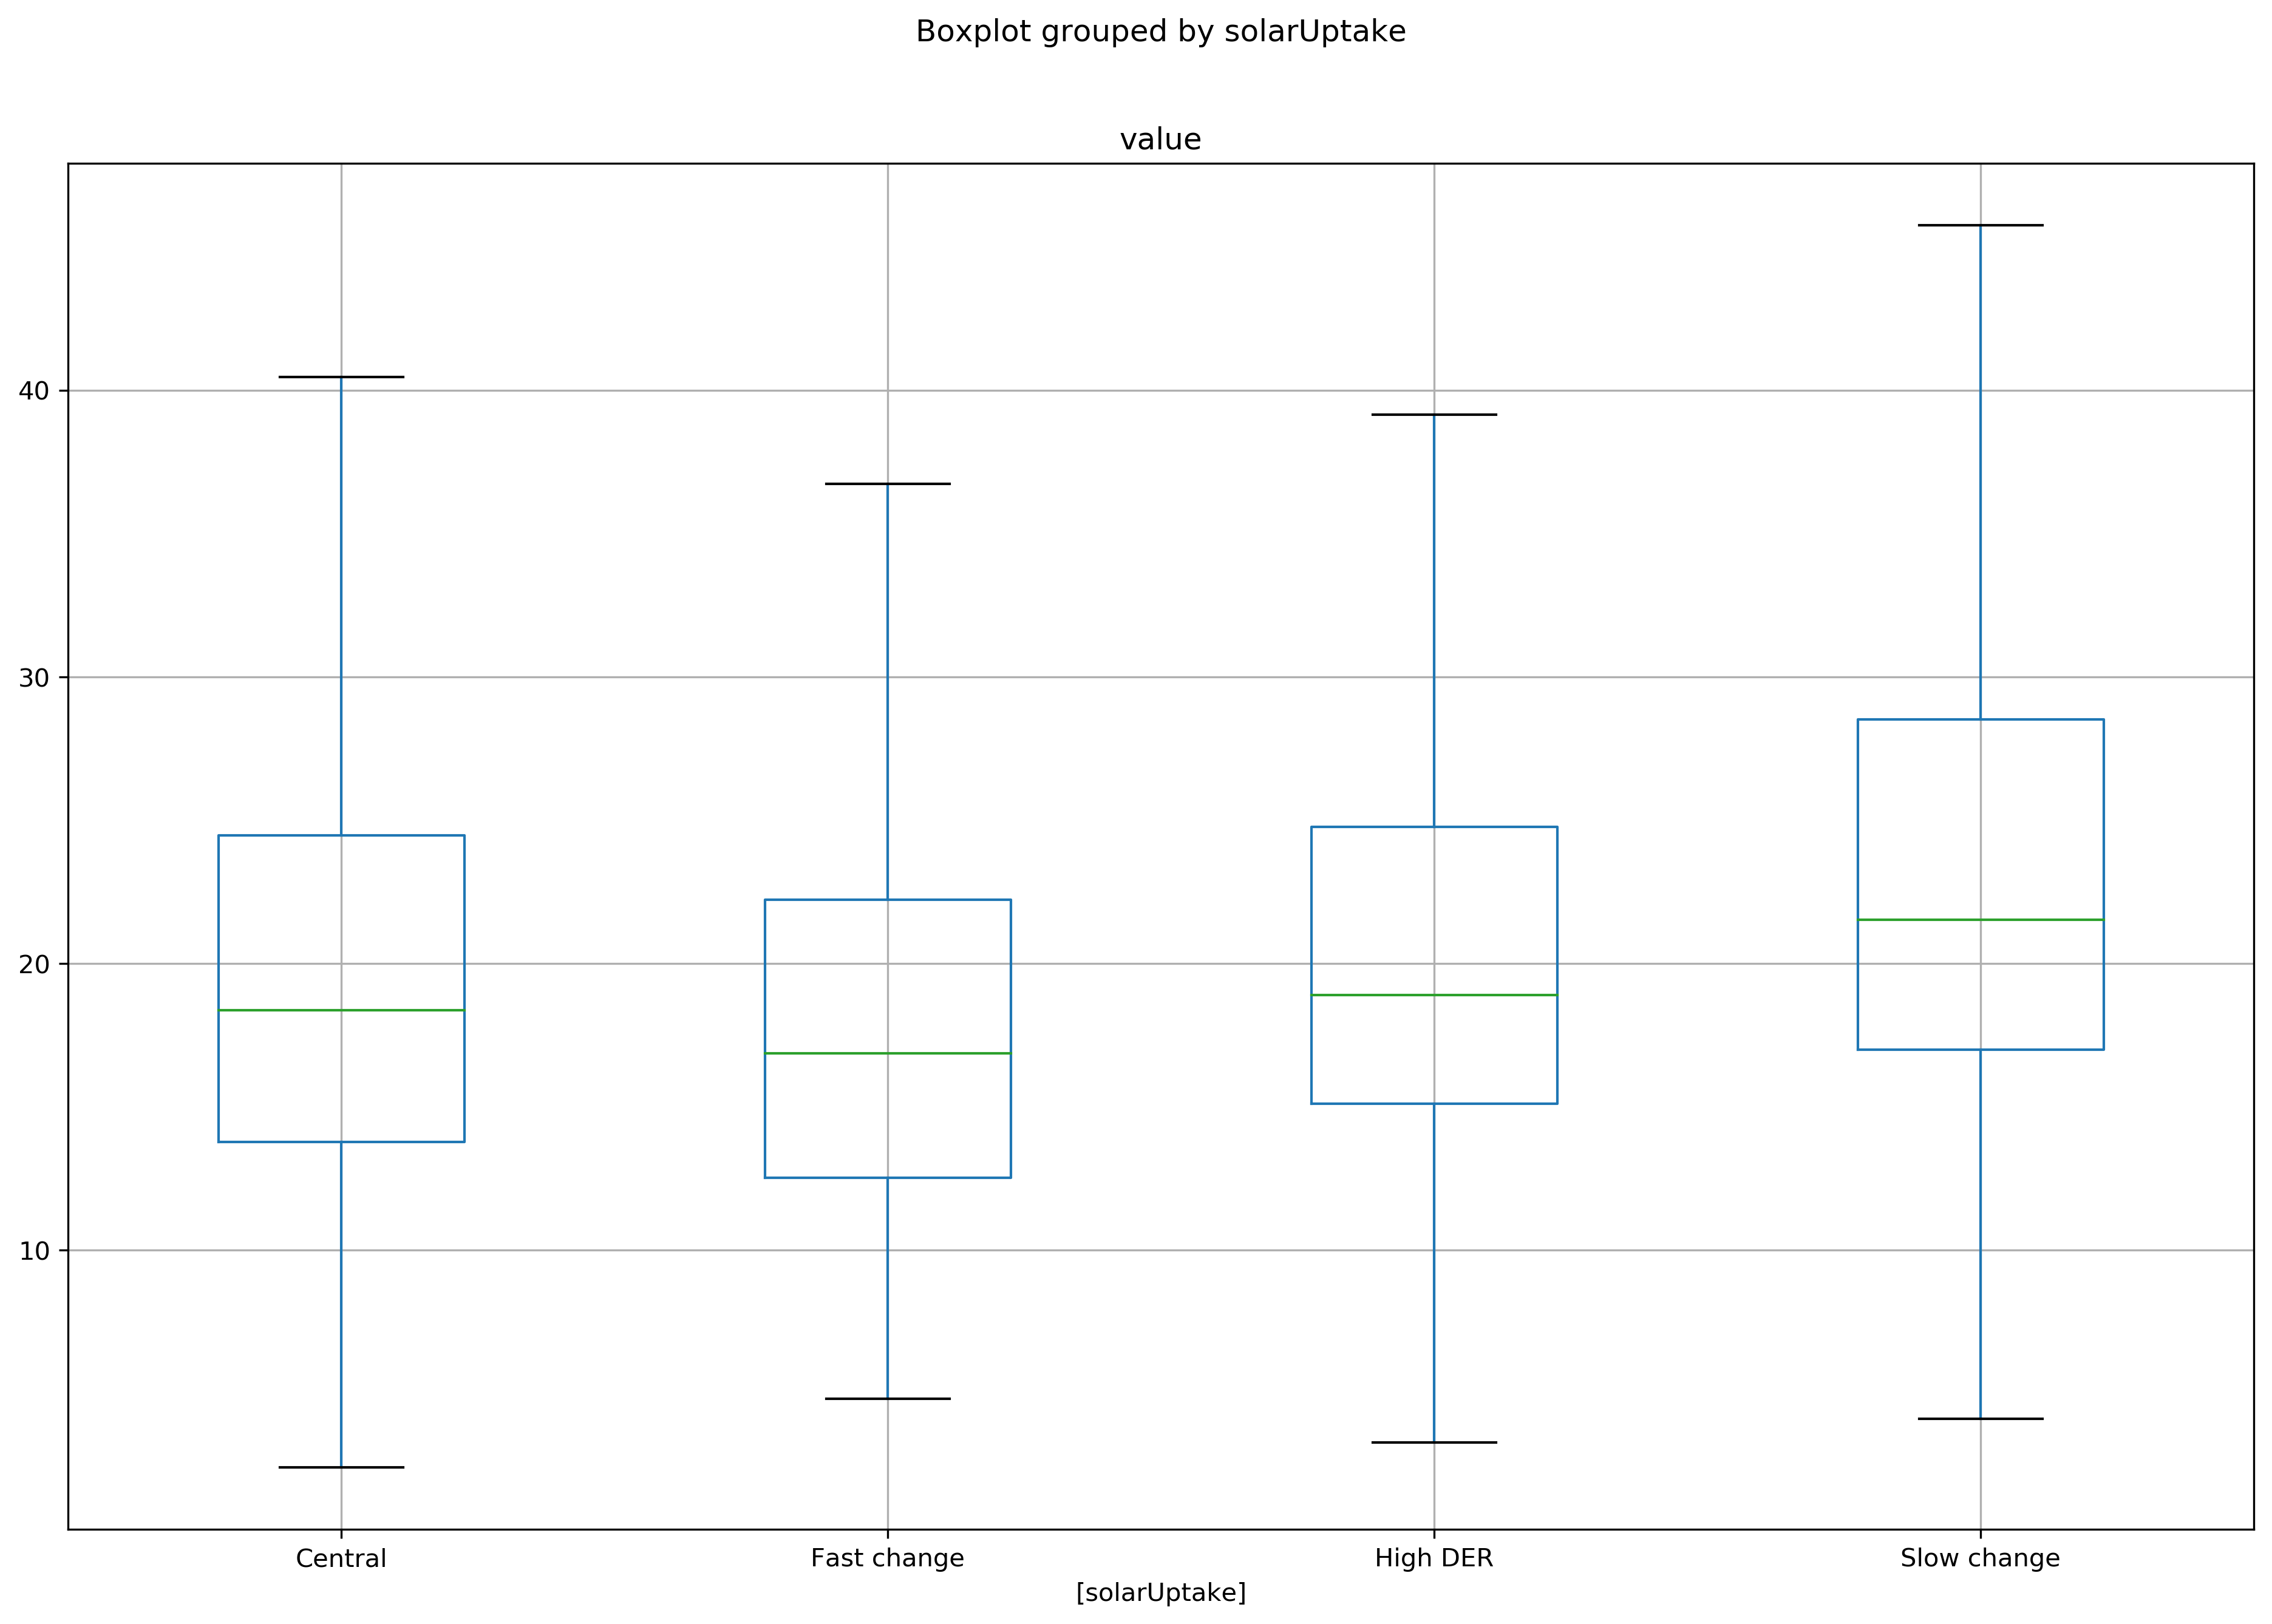 Boxplot grouped by solarUptake
value
40
30
20
10
Central Fast change High DER Slow change
[solarUptake]